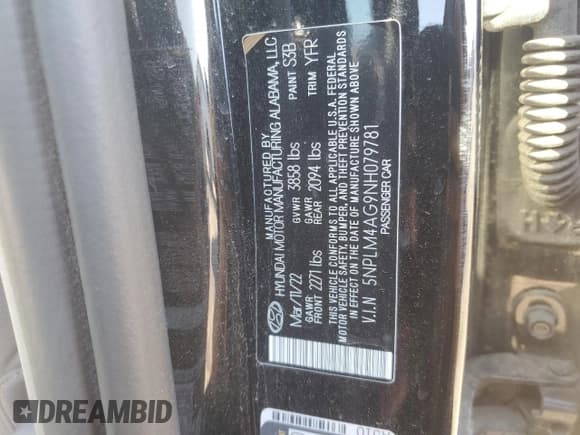 MANUFACTURED BY
HYUNDAI MOTOR MANUFACTURING ALABAMA, LLC
Mar/11/22 GVWR 3858 lbs PAINT S3B
GAWR FRONT 2271 lbs GAWR REAR 2094 lbs TRIM YFR
THIS VEHICLE CONFORMS TO ALL APPLICABLE U.S.A. FEDERAL
MOTOR VEHICLE SAFETY, BUMPER, AND THEFT PREVENTION STANDARDS
IN EFFECT ON THE DATE OF MANUFACTURE SHOWN ABOVE.
V.I.N 5NPLM4AG9NH079781
PASSENGER CAR
DREAMBID